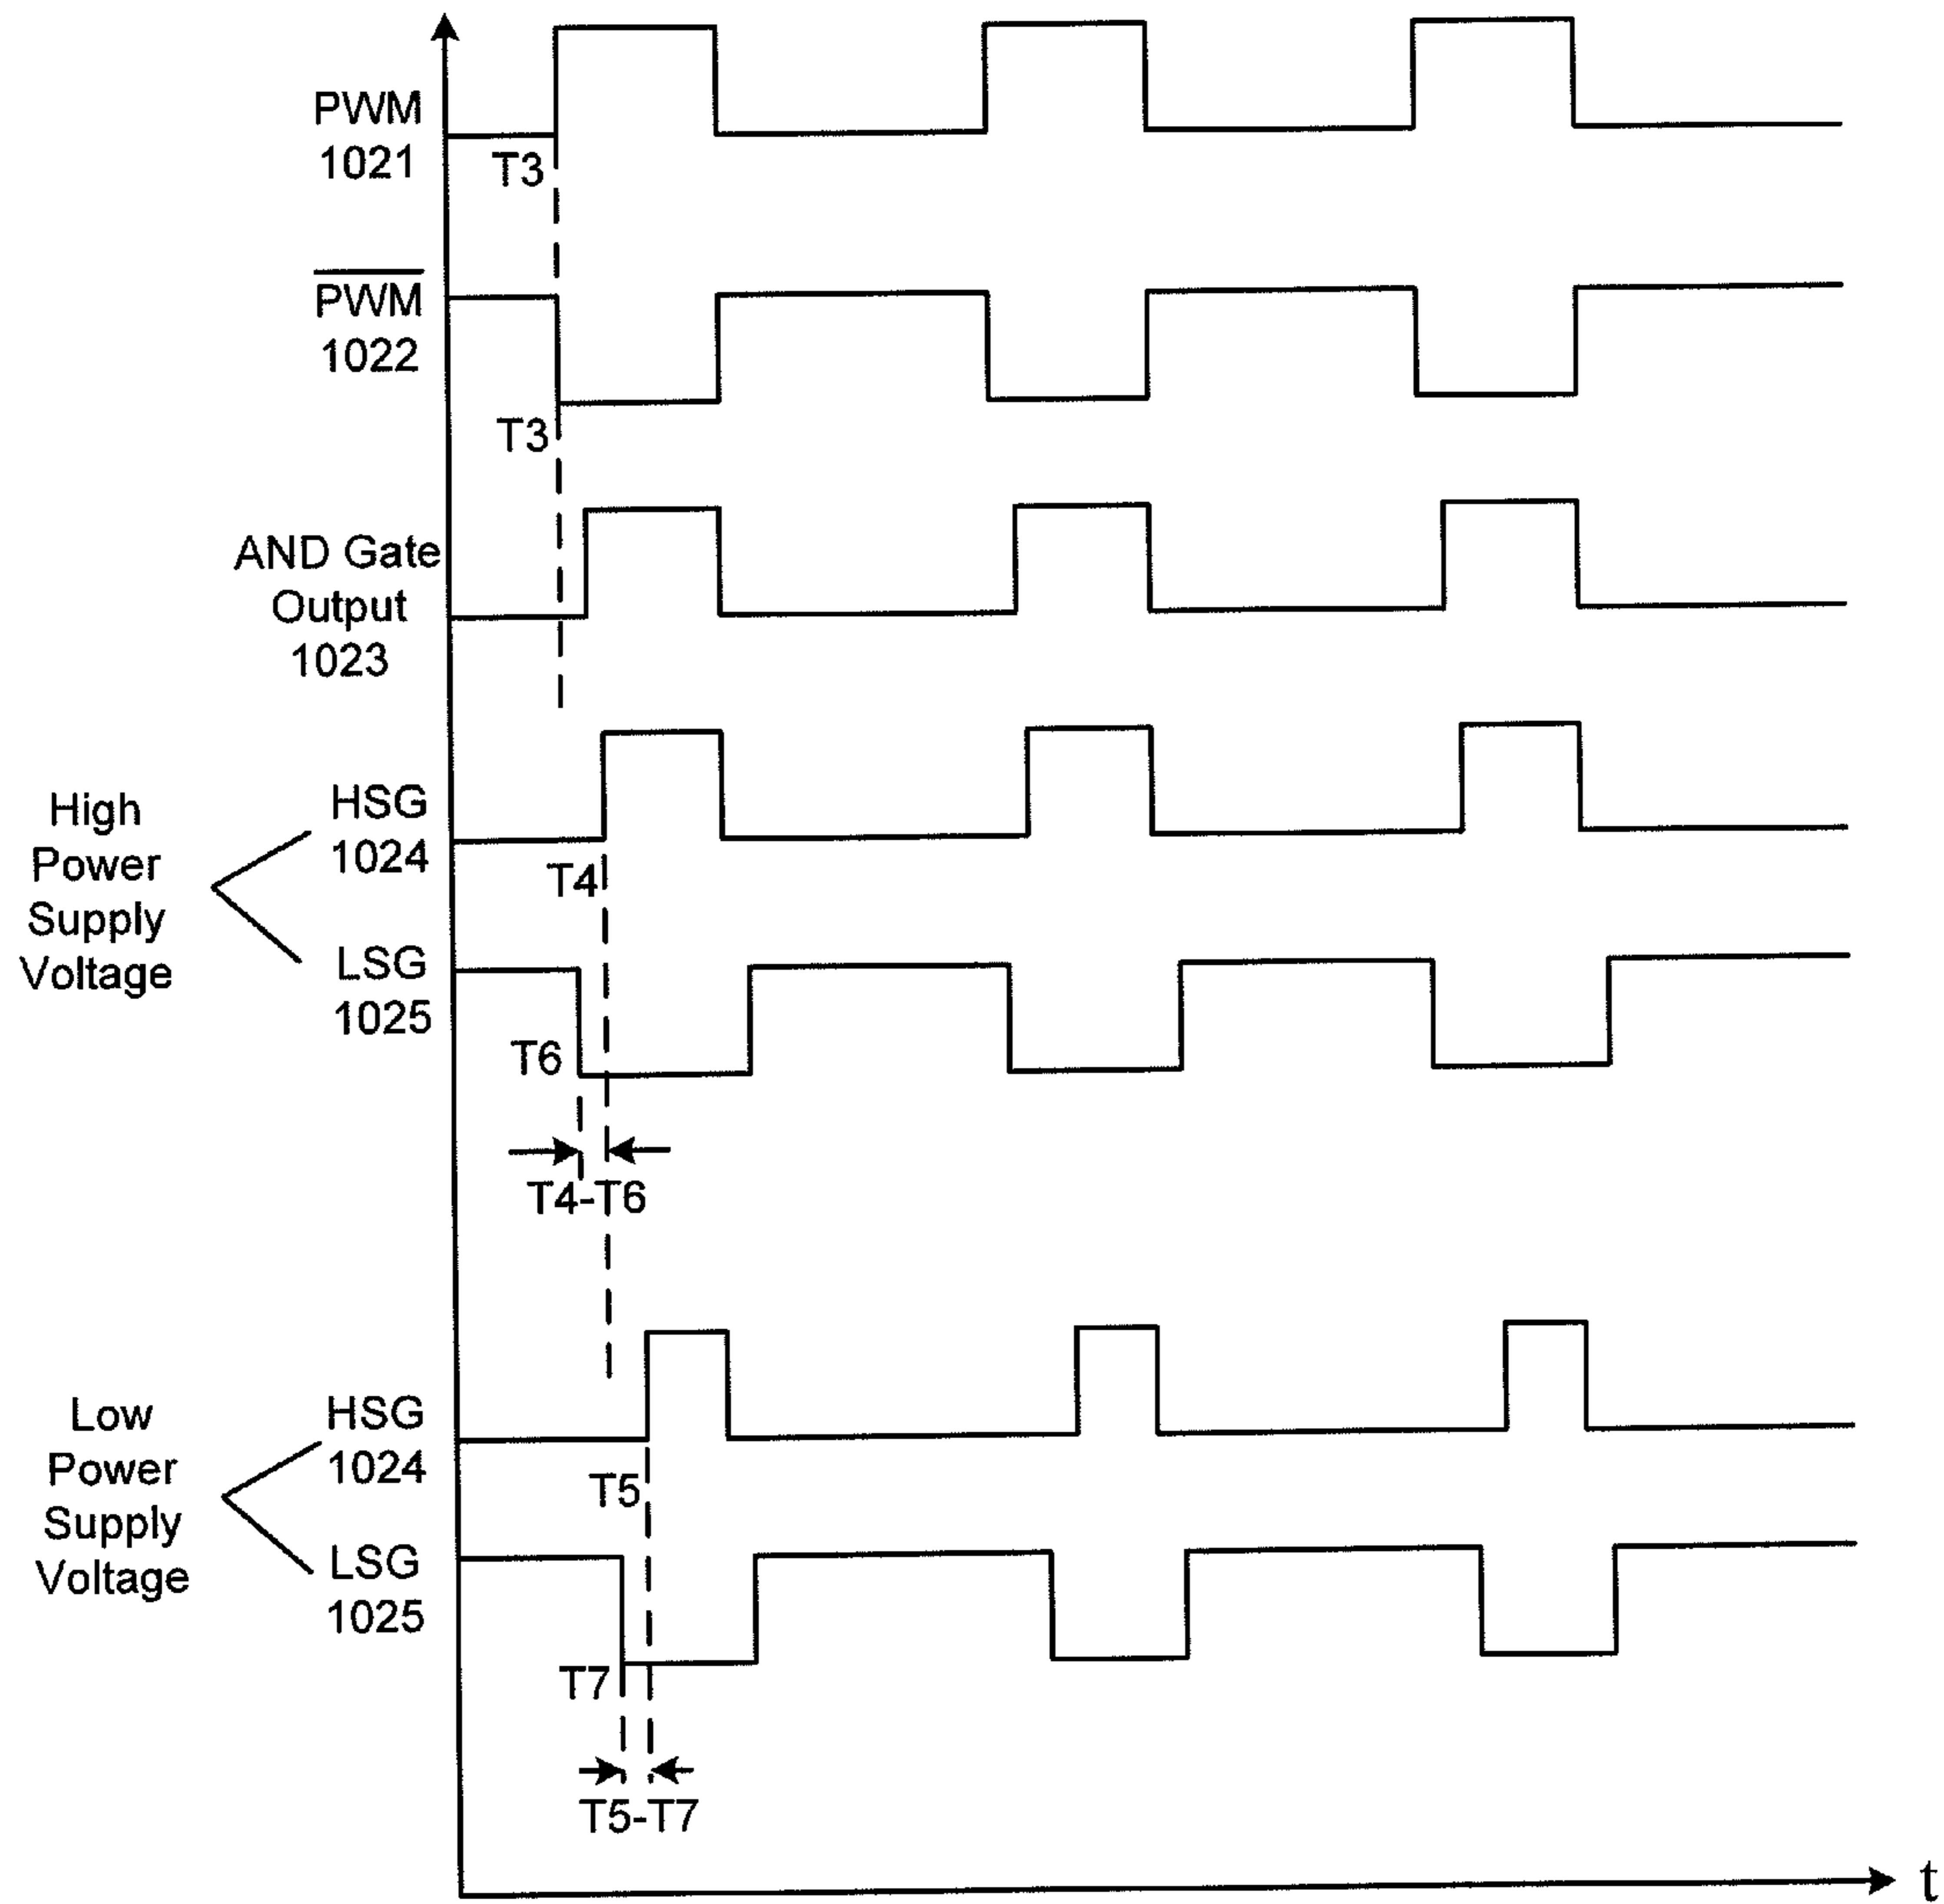 PWM
1021
T3
PWM
1022
T3
AND Gate
Output
1023
High
Power
Supply
Voltage
HSG
1024
T4
LSG
1025
T6
T4-T6
Low
Power
Supply
Voltage
HSG
1024
T5
LSG
1025
T7
T5-T7
t